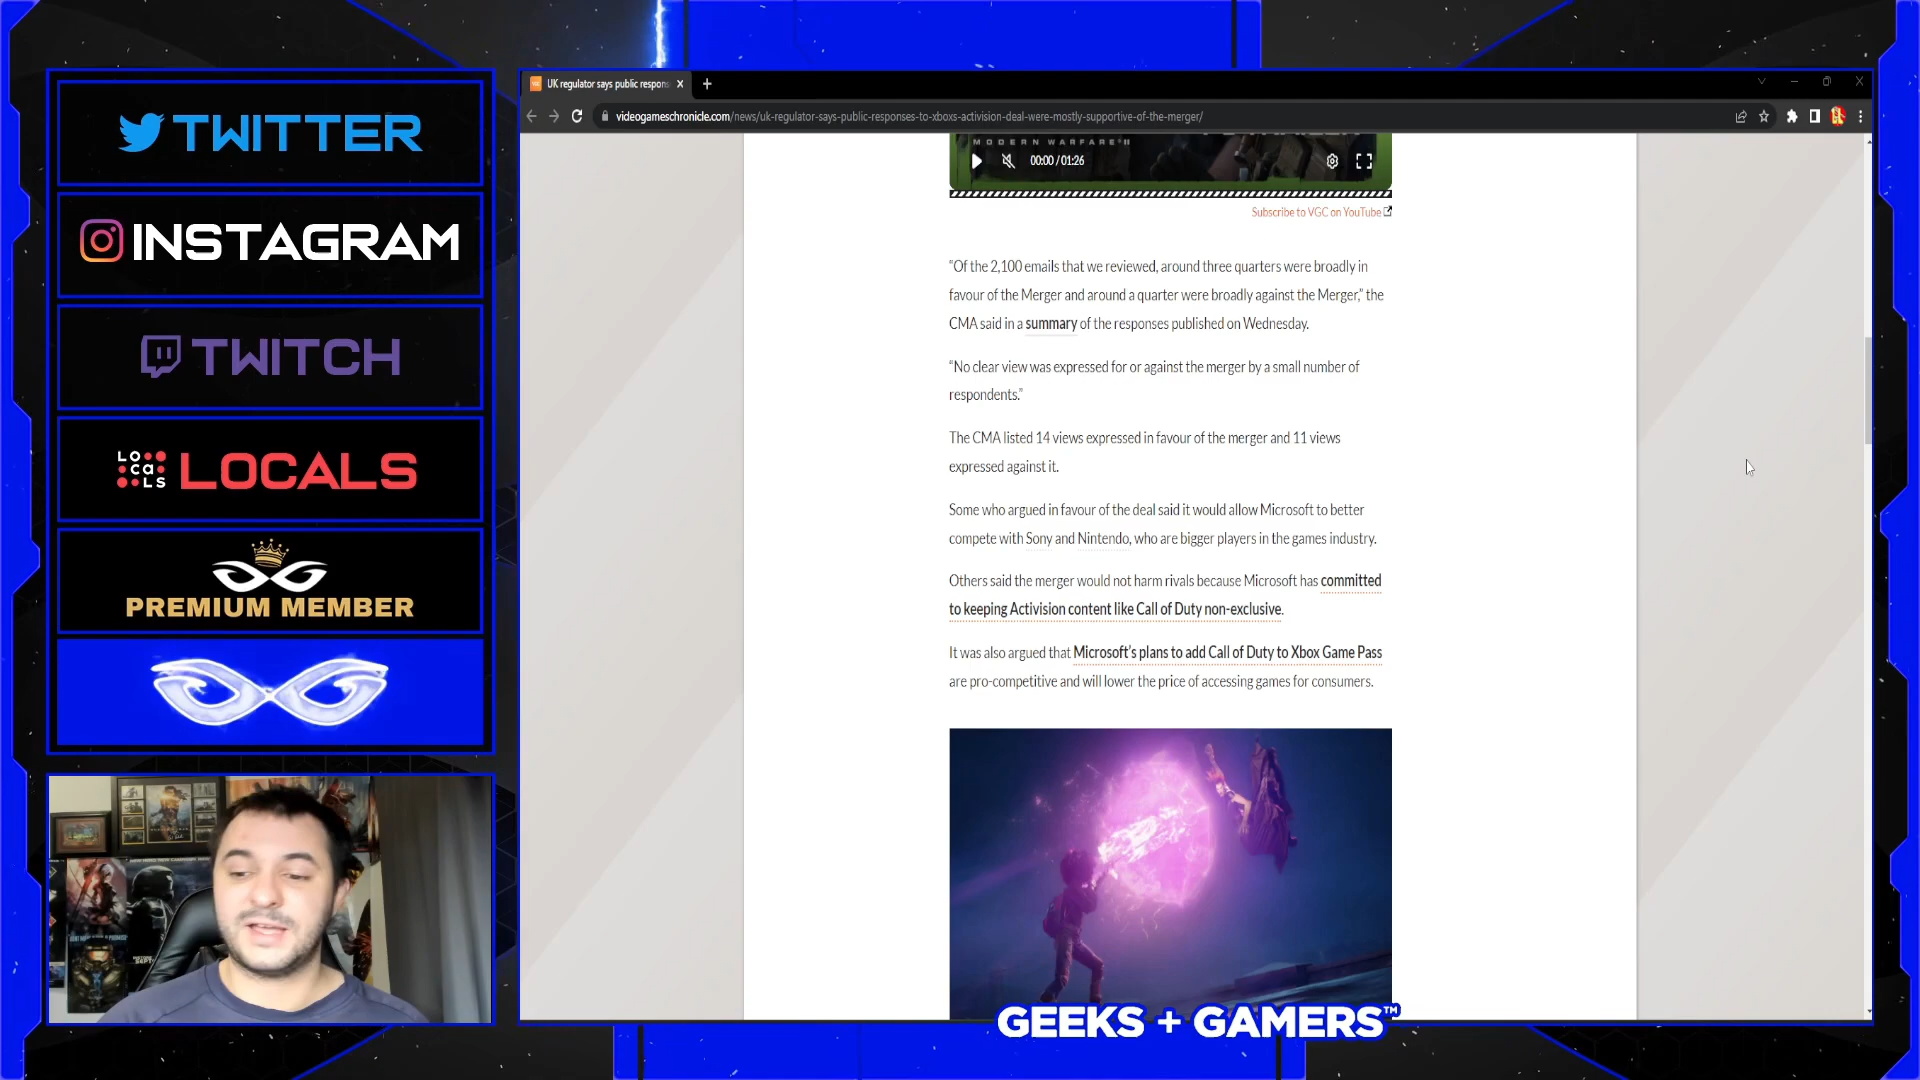 TWITTER
INSTAGRAM
TWITCH
LOCALS
LOCALS
PREMIUM MEMBER
UK regulator says public respon
videogameschronicle.com/news/uk-regulator-says-public-responses-to-xboxs-activision-deal-were-mostly-supportive-of-the-merger/
MODERN WARFARE II
00:00 / 01:26
Subscribe to VGC on YouTube
“Of the 2,100 emails that we reviewed, around three quarters were broadly in
favour of the Merger and around a quarter were broadly against the Merger,” the
CMA said in a summary of the responses published on Wednesday.
“No clear view was expressed for or against the merger by a small number of
respondents.”
The CMA listed 14 views expressed in favour of the merger and 11 views
expressed against it.
Some who argued in favour of the deal said it would allow Microsoft to better
compete with Sony and Nintendo, who are bigger players in the games industry.
Others said the merger would not harm rivals because Microsoft has committed
to keeping Activision content like Call of Duty non-exclusive.
It was also argued that Microsoft’s plans to add Call of Duty to Xbox Game Pass
are pro-competitive and will lower the price of accessing games for consumers.
GEEKS + GAMERS™